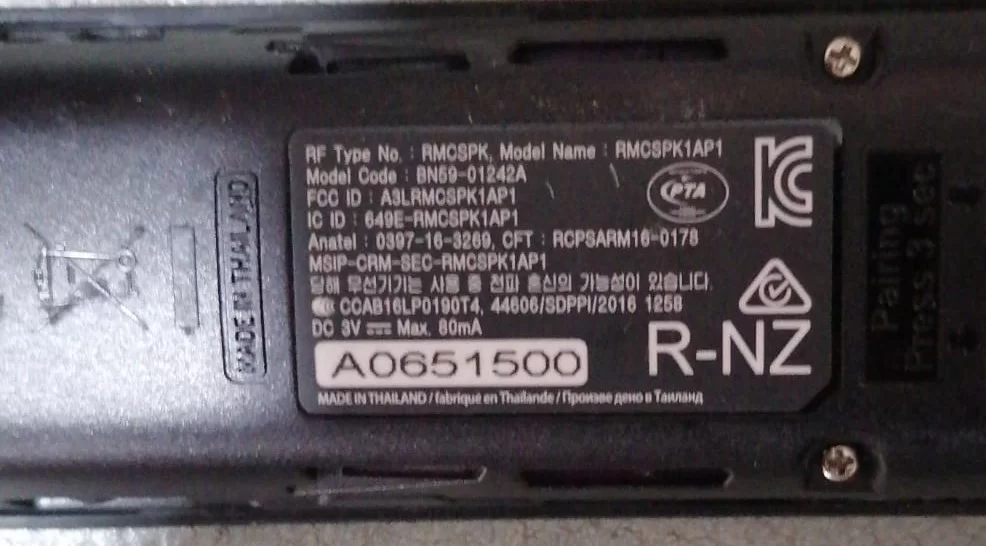 RF Type No. : RMCSPK, Model Name : RMCSPK1AP1
Model Code : BN59-01242A
FCC ID : A3LRMCSPK1AP1
IC ID : 649E-RMCSPK1AP1
Anatel : 0397-16-3269, CFT : RCPSARM16-0178
MSIP-CRM-SEC-RMCSPK1AP1
당해 무선기기는 사용 중 전파 혼신의 가능성이 있습니다.
CCAB16LP0190T4, 44606/SDPPI/2016 1258
DC 3V Max. 80mA
A0651500
MADE IN THAILAND / fabriqué en Thaïlande / Произведено в Таиланд
PTA
KC
R-NZ
MADE IN THAILAND
Pairing
Press 3 sec